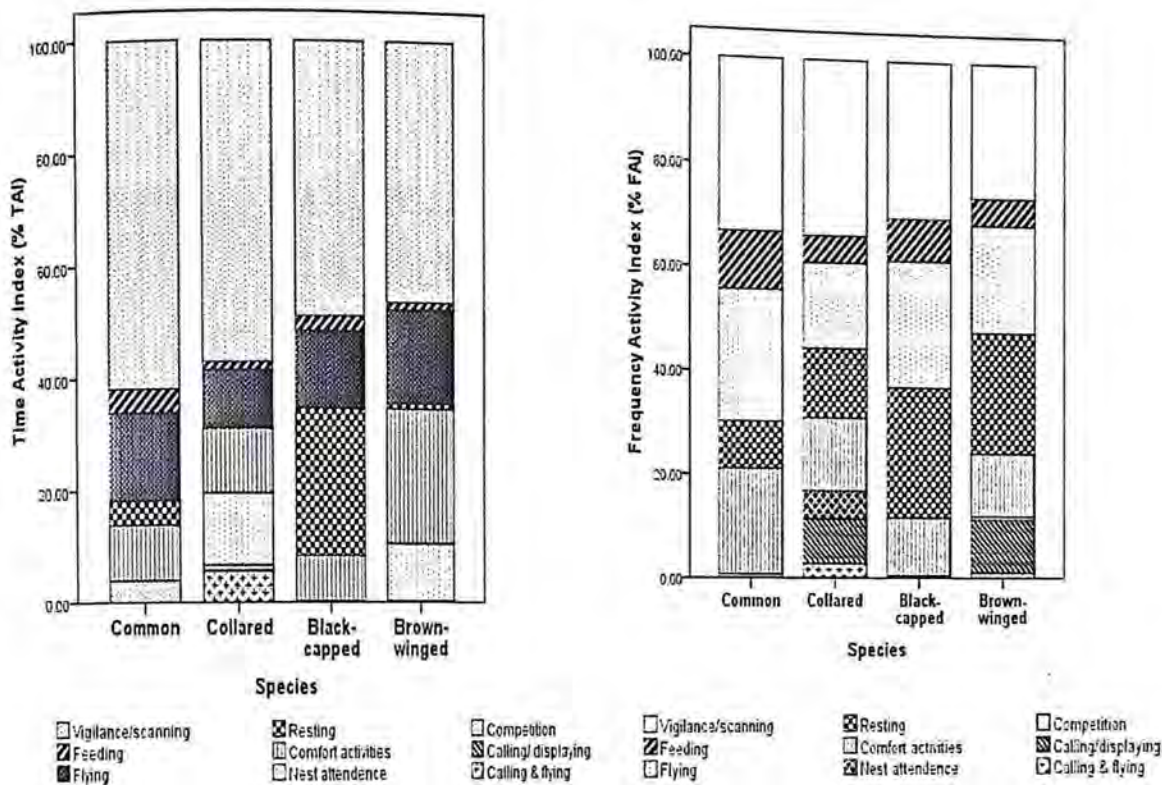 Time Activity Index (% TAI)
100.00
80.00
60.00
40.00
20.00
0.00
Common
Collared
Black-
capped
Brown-
winged
Species
Vigilance/scanning
Feeding
Flying
Resting
Comfort activities
Nest attendence
Competition
Calling/displaying
Calling & flying
Frequency Activity Index (% FAI)
100.00
80.00
60.00
40.00
20.00
0.00
Common
Collared
Black-
capped
Brown-
winged
Species
Vigilance/scanning
Feeding
Flying
Resting
Comfort activities
Nest attendence
Competition
Calling/displaying
Calling & flying